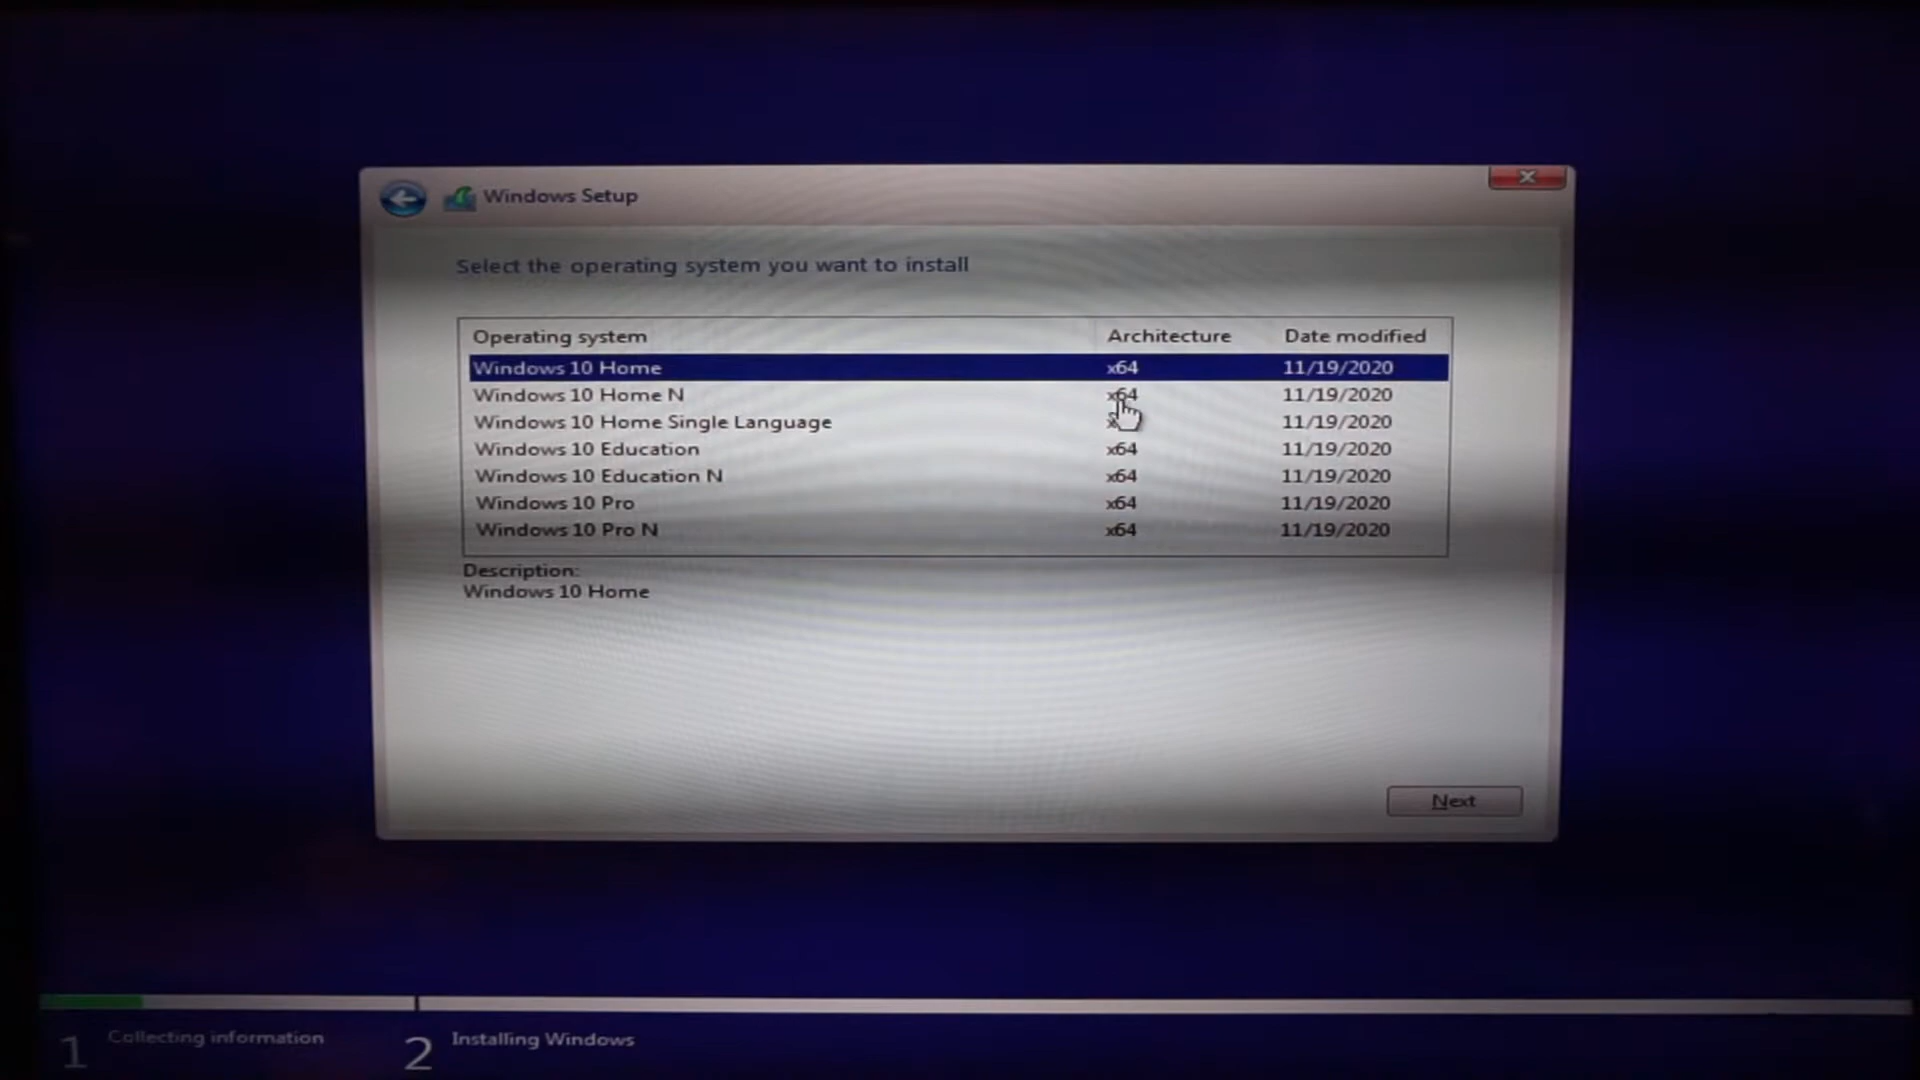 Windows Setup
Select the operating system you want to install
Operating system Architecture Date modified
Windows 10 Home x64 11/19/2020
Windows 10 Home N x64 11/19/2020
Windows 10 Home Single Language 11/19/2020
Windows 10 Education x64 11/19/2020
Windows 10 Education N x64 11/19/2020
Windows 10 Pro x64 11/19/2020
Windows 10 Pro N x64 11/19/2020
Description:
Windows 10 Home
Next
1 Collecting information 2 Installing Windows